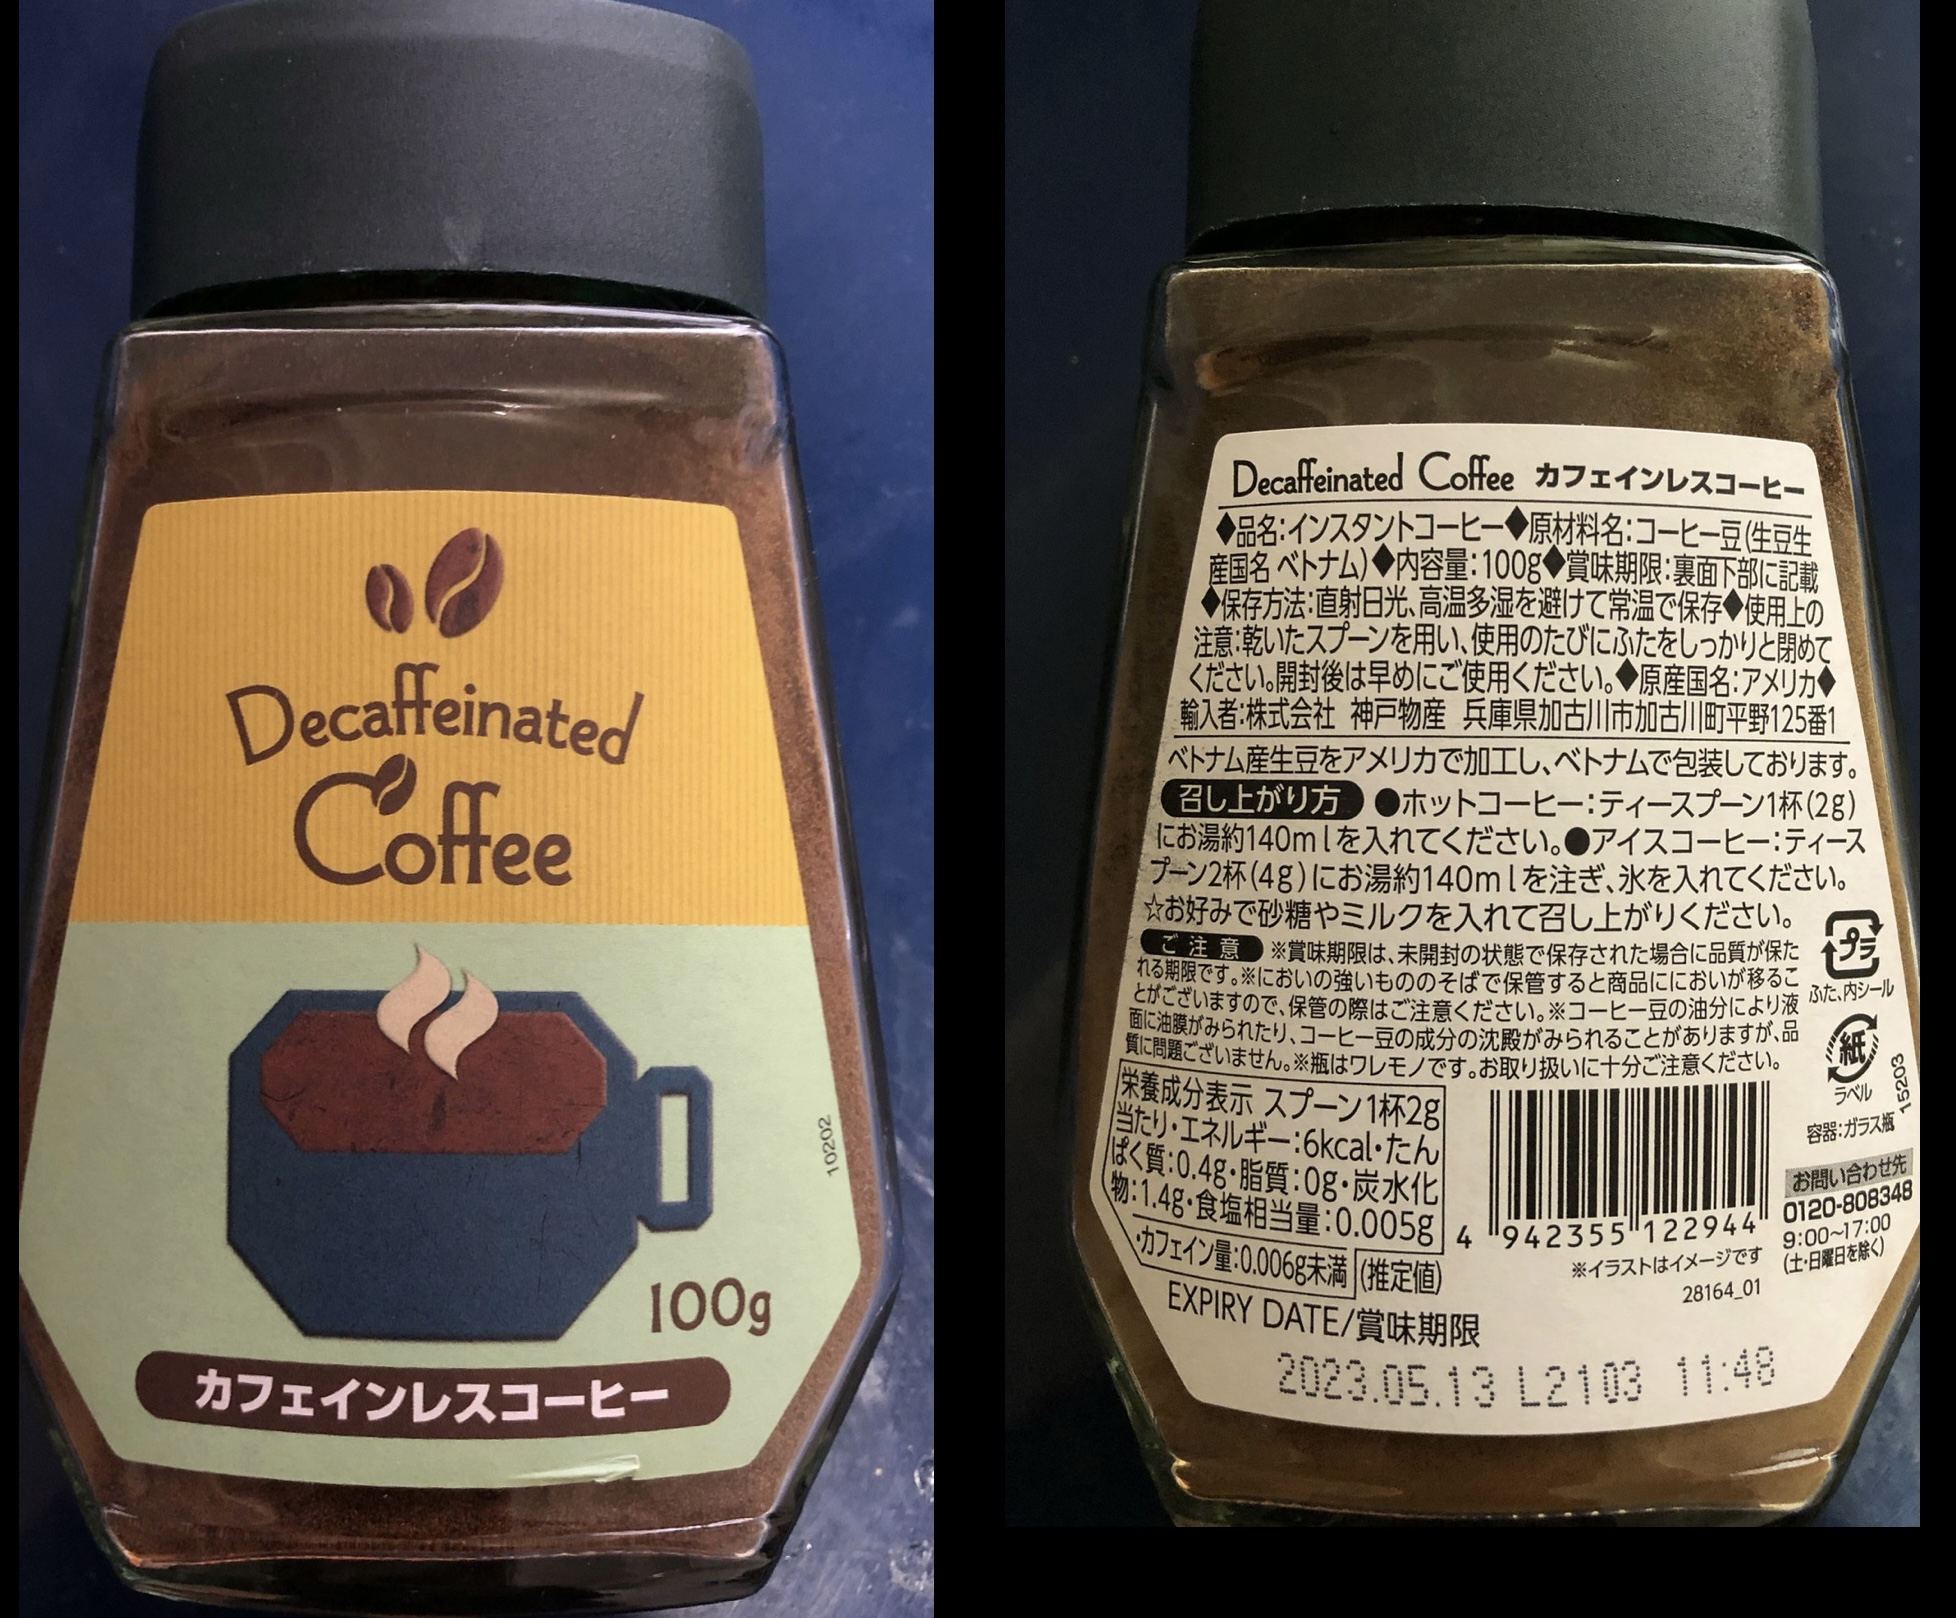 Decaffeinated
Coffee
10202
100g
カフェインレスコーヒー
Decaffeinated Coffee カフェインレスコーヒー
◆品名:インスタントコーヒー◆原材料名:コーヒー豆(生豆生
産国名 ベトナム)◆内容量:100g◆賞味期限:裏面下部に記載
◆保存方法:直射日光、高温多湿を避けて常温で保存◆使用上の
注意:乾いたスプーンを用い、使用のたびにふたをしっかりと閉めて
ください。開封後は早めにご使用ください。◆原産国名:アメリカ◆
輸入者:株式会社 神戸物産 兵庫県加古川市加古川町平野125番1
ベトナム産生豆をアメリカで加工し、ベトナムで包装しております。
召し上がり方 ●ホットコーヒー:ティースプーン1杯(2g)
にお湯約140mlを入れてください。●アイスコーヒー:ティース
プーン2杯(4g)にお湯約140mlを注ぎ、氷を入れてください。
☆お好みで砂糖やミルクを入れて召し上がりください。
ご注意 ※賞味期限は、未開封の状態で保存された場合に品質が保た
れる期限です。※においの強いもののそばで保管すると商品ににおいが移るこ
とがございますので、保管の際はご注意ください。※コーヒー豆の油分により液
面に油膜がみられたり、コーヒー豆の成分の沈殿がみられることがありますが、品
質に問題ございません。※瓶はワレモノです。お取り扱いに十分ご注意ください。
プラ
ふた、内シール
紙
ラベル
15203
容器:ガラス瓶
栄養成分表示 スプーン1杯2g
当たり・エネルギー:6kcal・たん
ぱく質:0.4g・脂質:0g・炭水化
物:1.4g・食塩相当量:0.005g
・カフェイン量:0.006g未満 (推定値)
4 942355 122944
※イラストはイメージです
28164_01
お問い合わせ先
0120-808348
9:00~17:00
(土・日曜日を除く)
EXPIRY DATE/賞味期限
2023.05.13 L2103 11:48